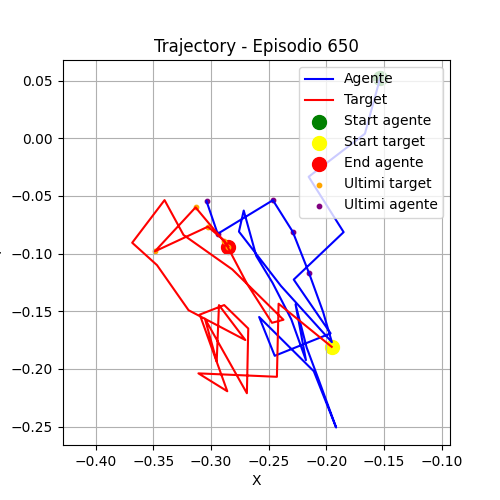 Trajectory - Episodio 650
0.05
0.00
−0.05
−0.10
−0.15
−0.20
−0.25
−0.40
−0.35
−0.30
−0.25
−0.20
−0.15
−0.10
X
Agente
Target
Start agente
Start target
End agente
Ultimi target
Ultimi agente